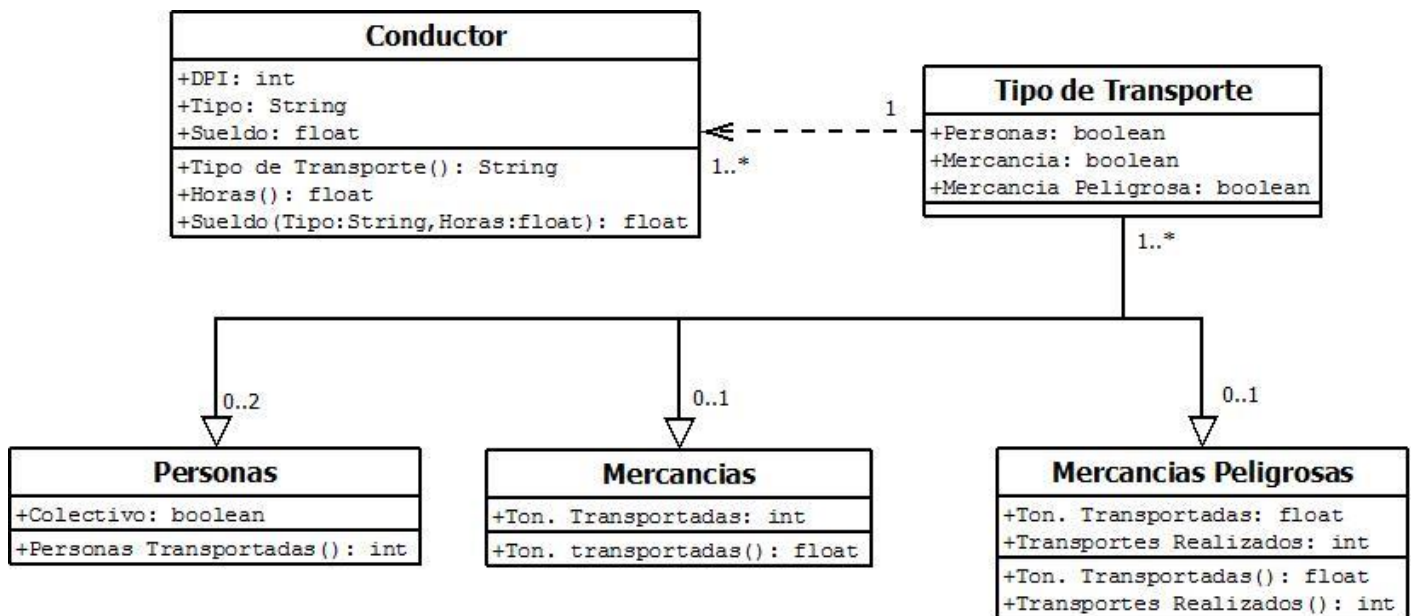 Conductor
+DPI: int
+Tipo: String
+Sueldo: float
+Tipo de Transporte(): String
+Horas(): float
+Sueldo(Tipo:String,Horas:float): float
1
1..*
Tipo de Transporte
+Personas: boolean
+Mercancia: boolean
+Mercancia Peligrosa: boolean
1..*
0..2
0..1
0..1
Personas
+Colectivo: boolean
+Personas Transportadas(): int
Mercancias
+Ton. Transportadas: int
+Ton. transportadas(): float
Mercancias Peligrosas
+Ton. Transportadas: float
+Transportes Realizados: int
+Ton. Transportadas(): float
+Transportes Realizados(): int